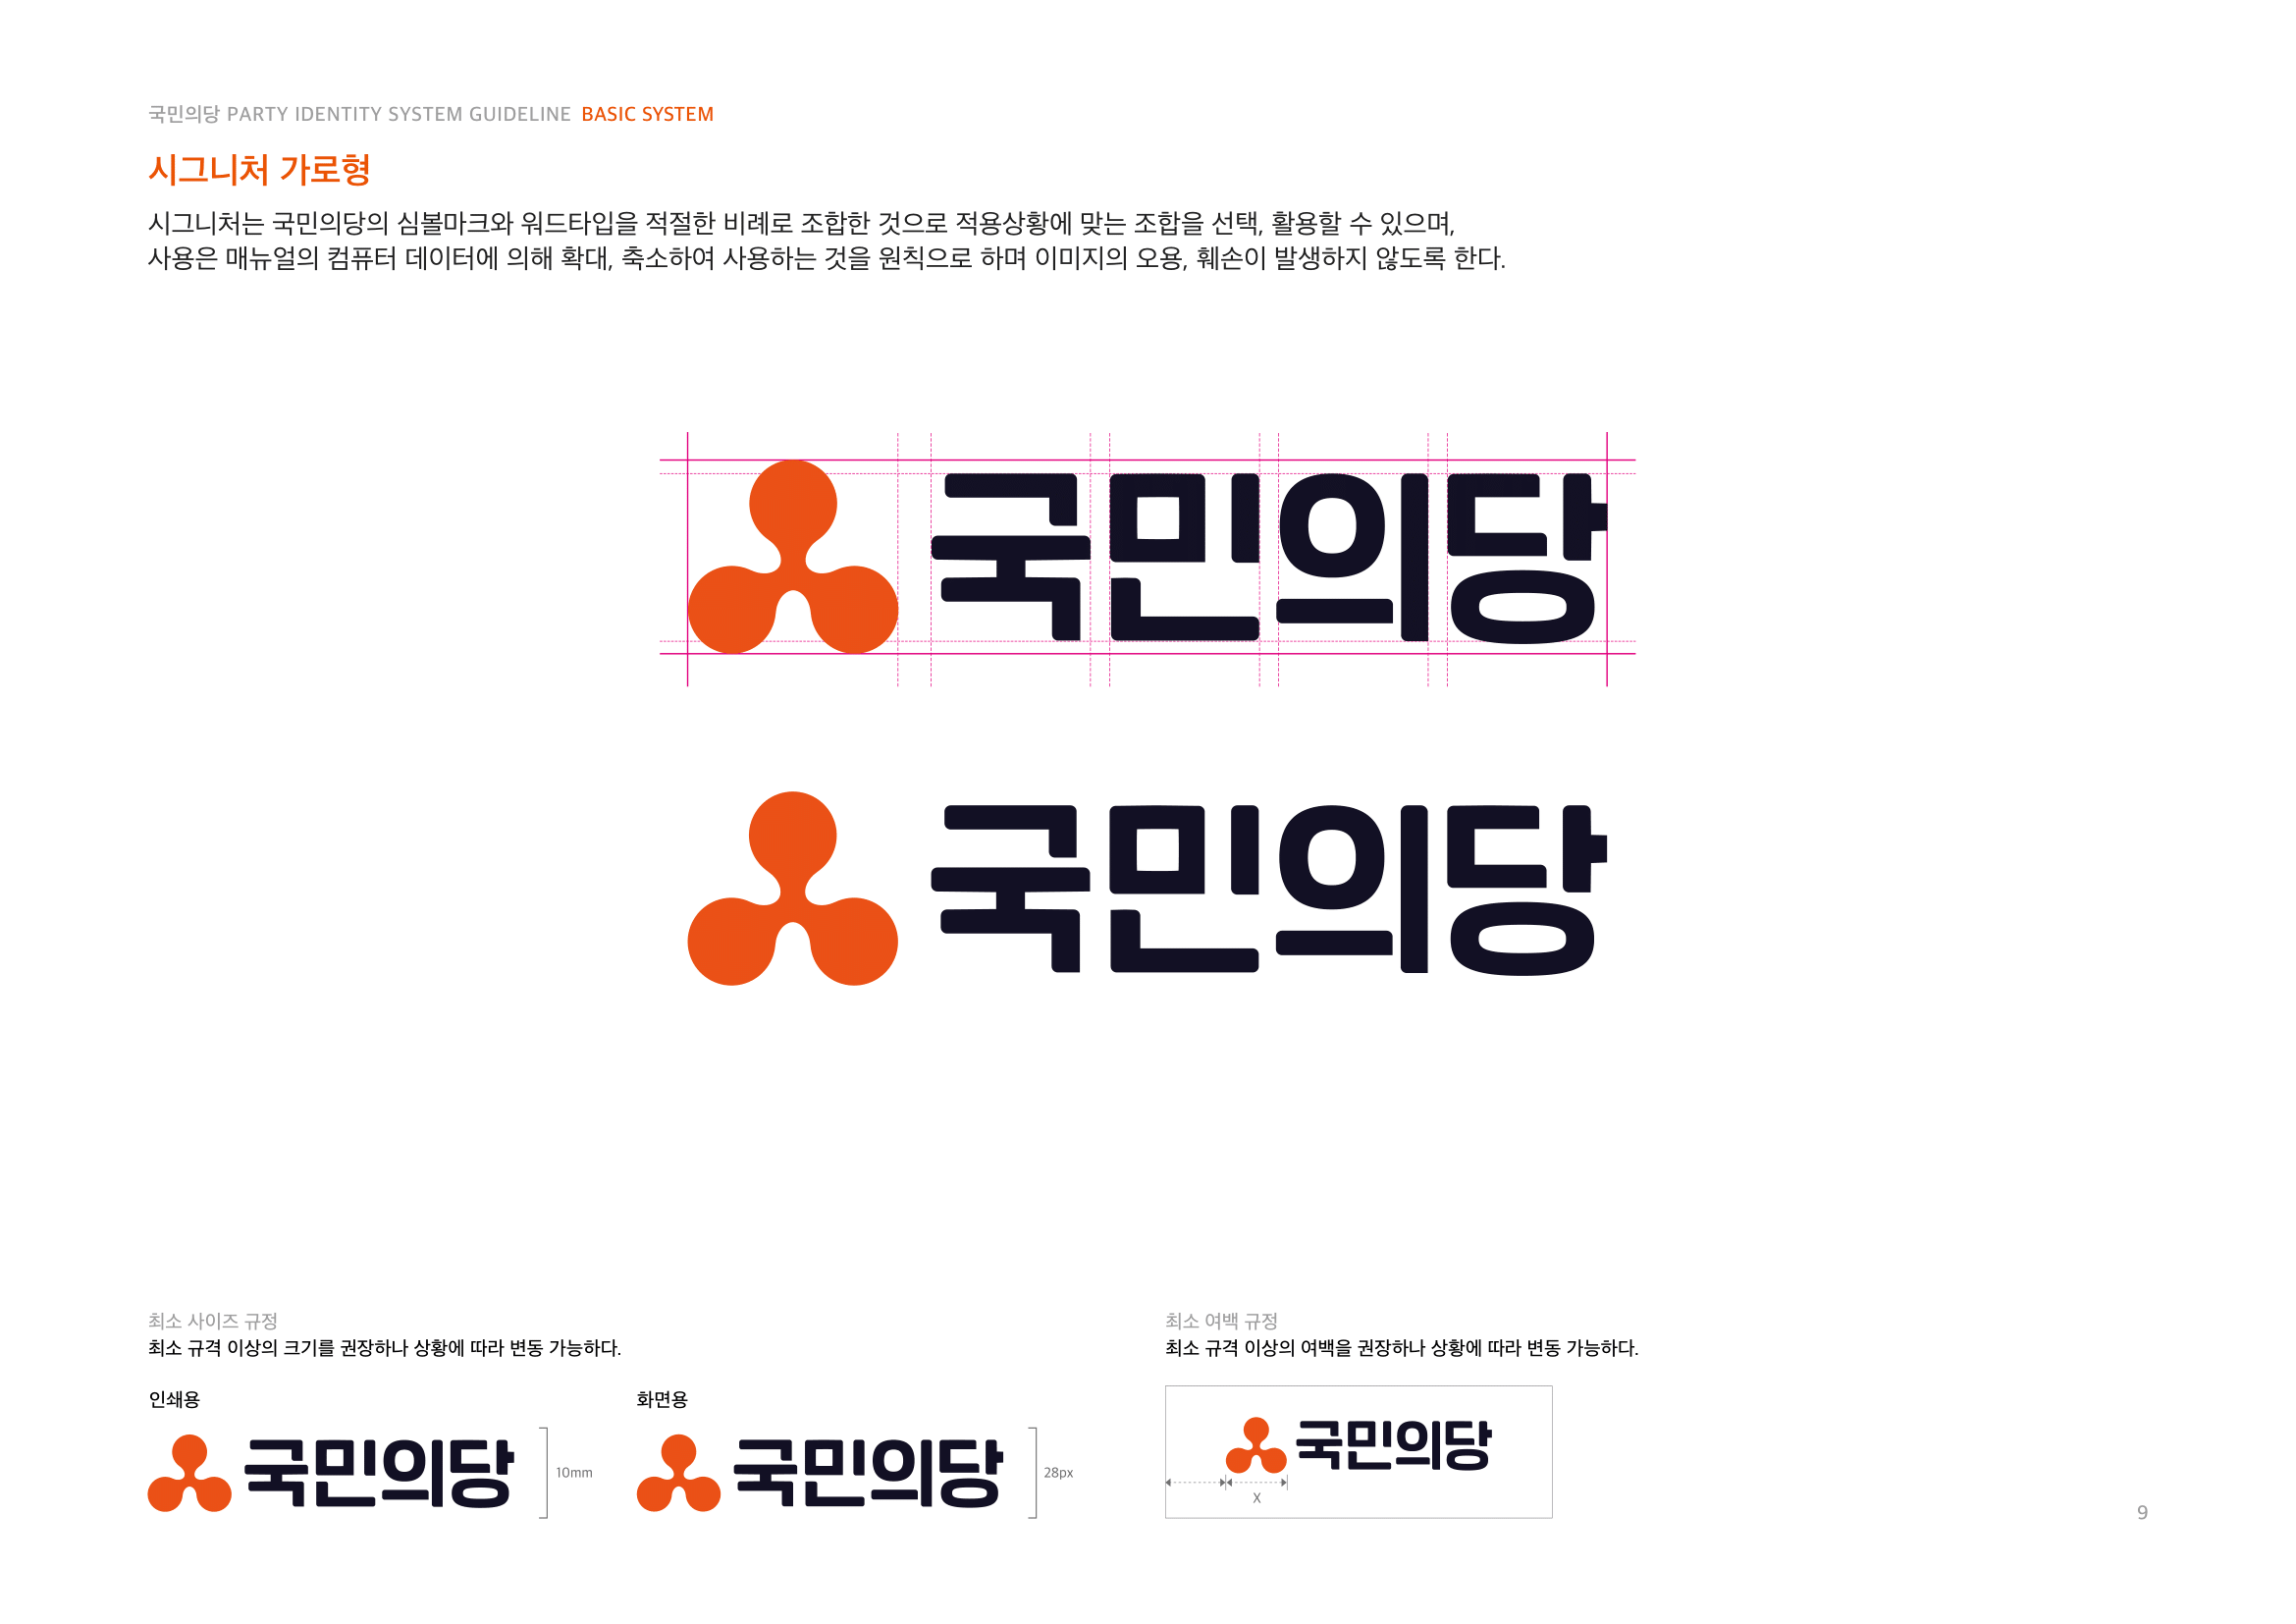 국민의당 PARTY IDENTITY SYSTEM GUIDELINE BASIC SYSTEM
시그니처 가로형
시그니처는 국민의당의 심볼마크와 워드타입을 적절한 비례로 조합한 것으로 적용상황에 맞는 조합을 선택, 활용할 수 있으며,
사용은 매뉴얼의 컴퓨터 데이터에 의해 확대, 축소하여 사용하는 것을 원칙으로 하며 이미지의 오용, 훼손이 발생하지 않도록 한다.
국민의당
국민의당
최소 사이즈 규정
최소 규격 이상의 크기를 권장하나 상황에 따라 변동 가능하다.
인쇄용
국민의당
10mm
화면용
국민의당
28px
최소 여백 규정
최소 규격 이상의 여백을 권장하나 상황에 따라 변동 가능하다.
국민의당
X
9